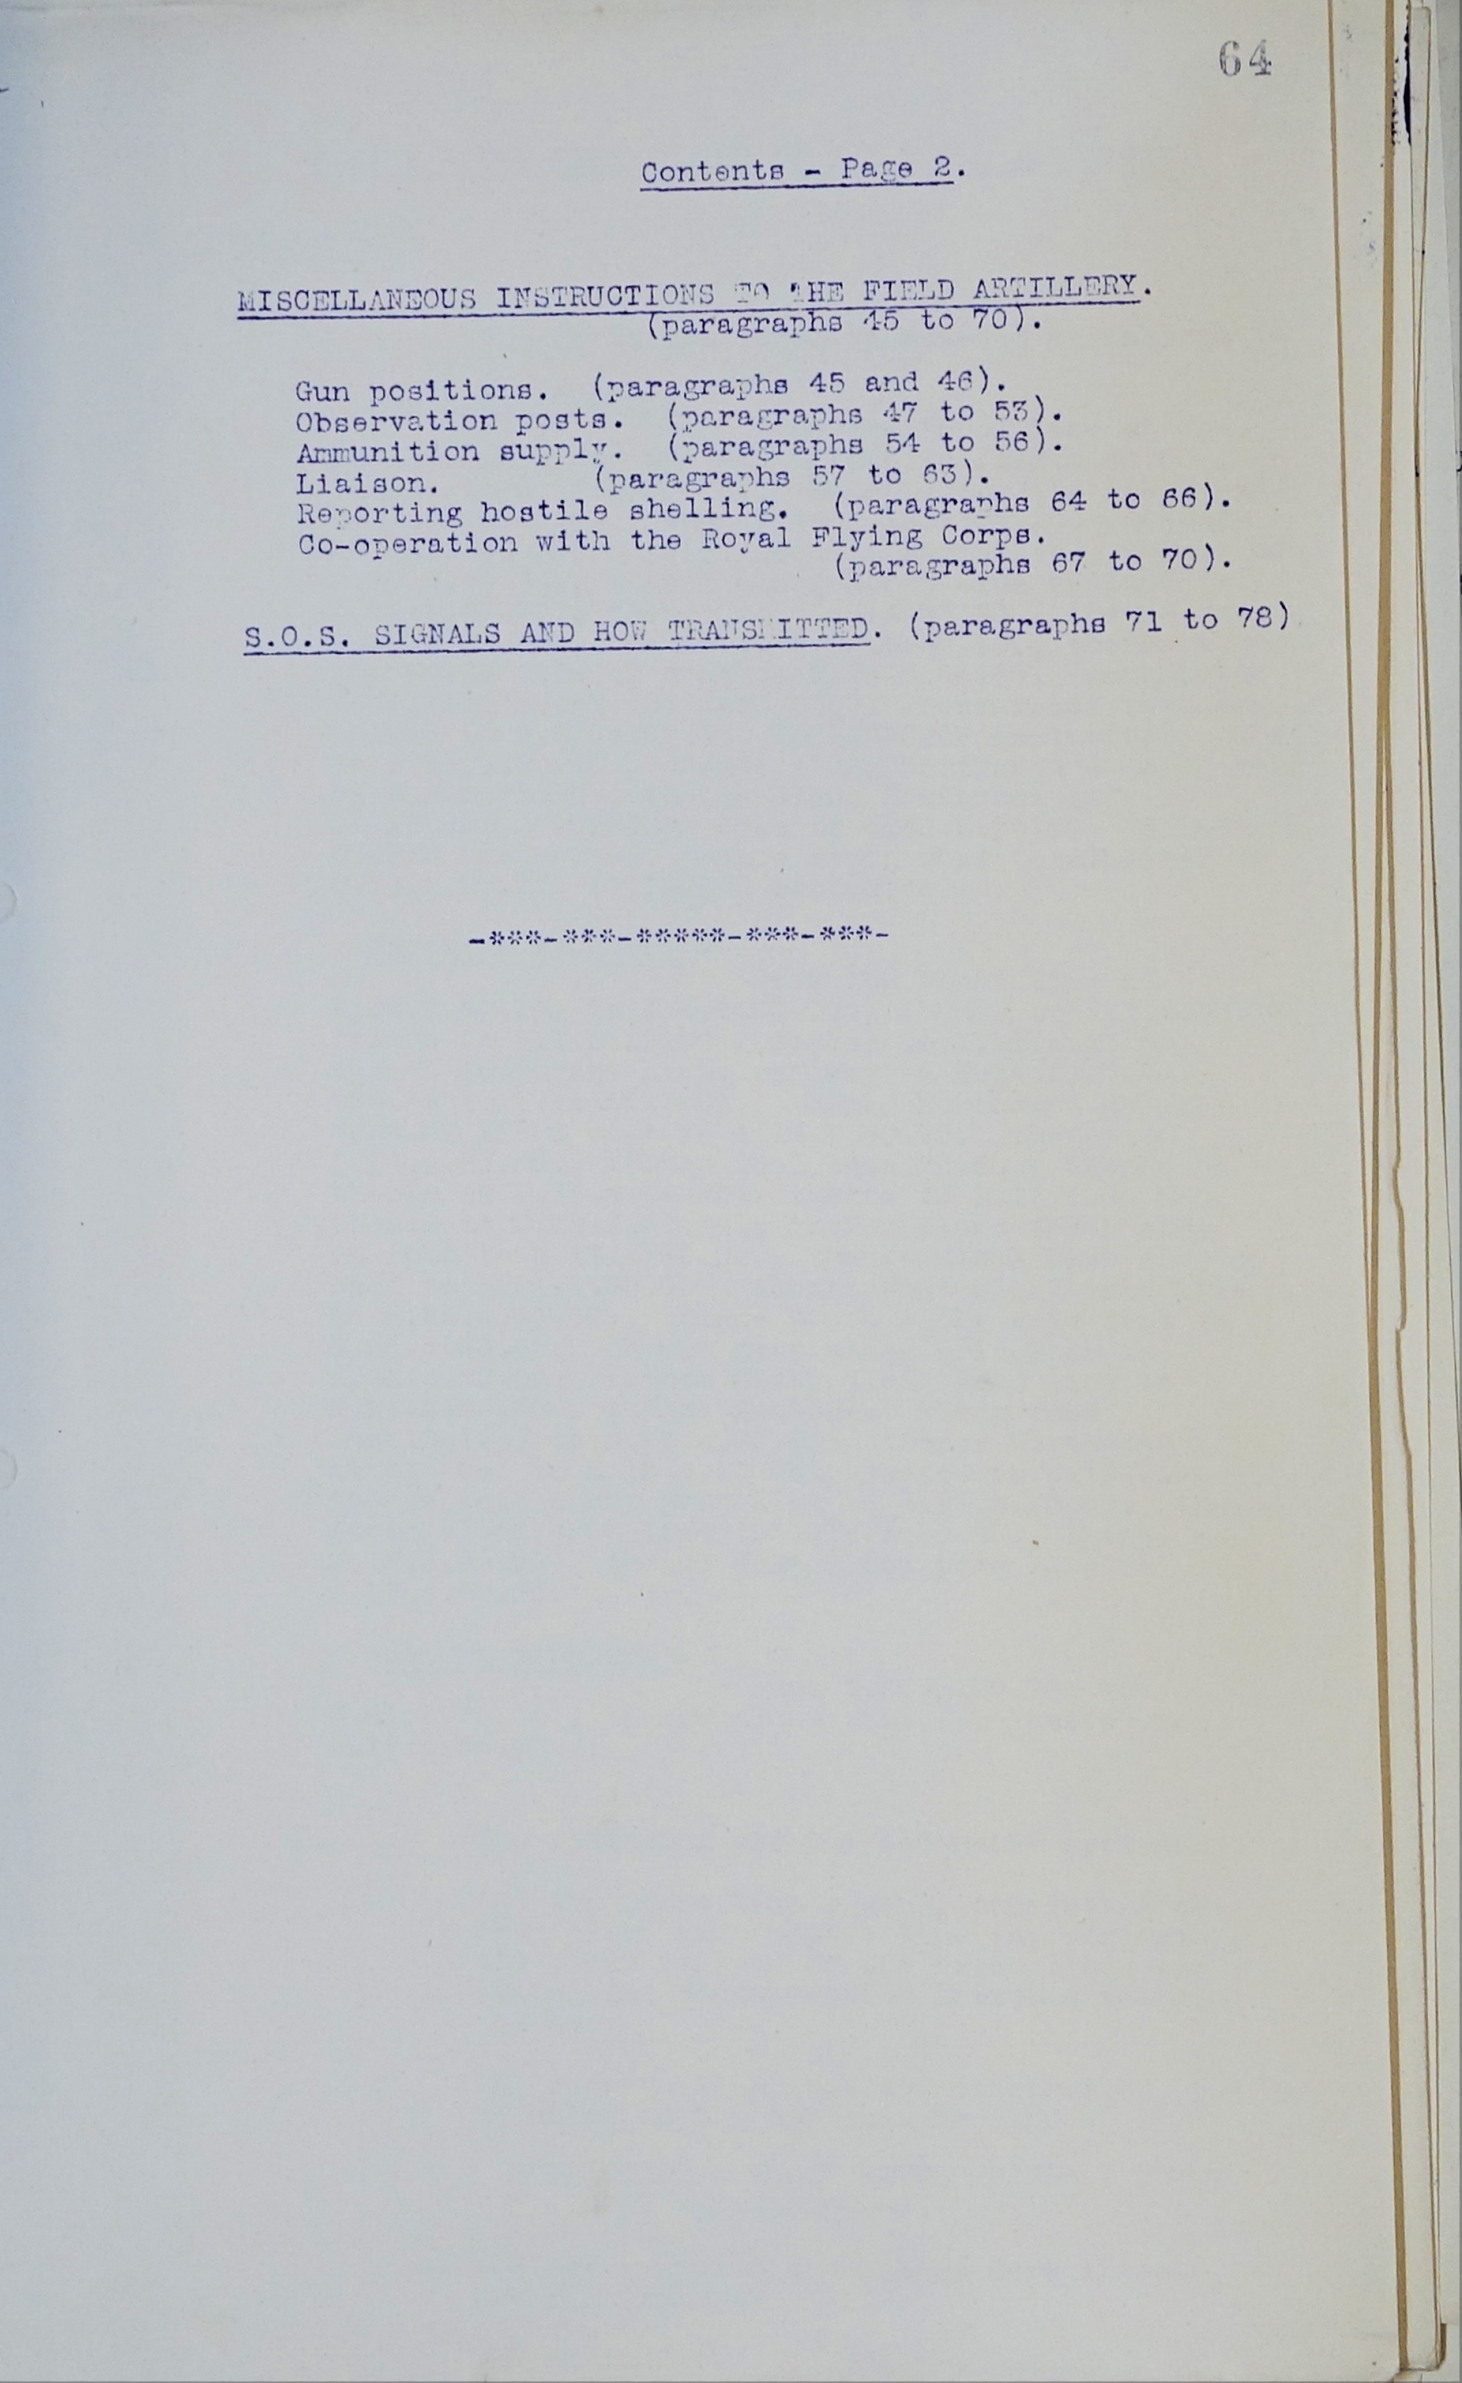 64
Contents - Page 2.
MISCELLANEOUS INSTRUCTIONS TO THE FIELD ARTILLERY.
(paragraphs 45 to 70).
Gun positions. (paragraphs 45 and 46).
Observation posts. (paragraphs 47 to 53).
Ammunition supply. (paragraphs 54 to 56).
Liaison. (paragraphs 57 to 63).
Reporting hostile shelling. (paragraphs 64 to 66).
Co-operation with the Royal Flying Corps.
(paragraphs 67 to 70).
S.O.S. SIGNALS AND HOW TRANSMITTED. (paragraphs 71 to 78)
-***-***-*****-***-***-